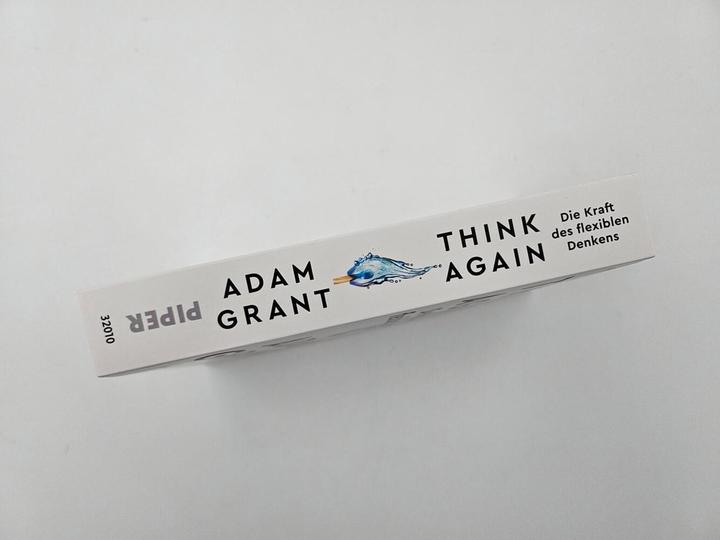 32010
PIPER
ADAM
GRANT
THINK
AGAIN
Die Kraft
des flexiblen
Denkens